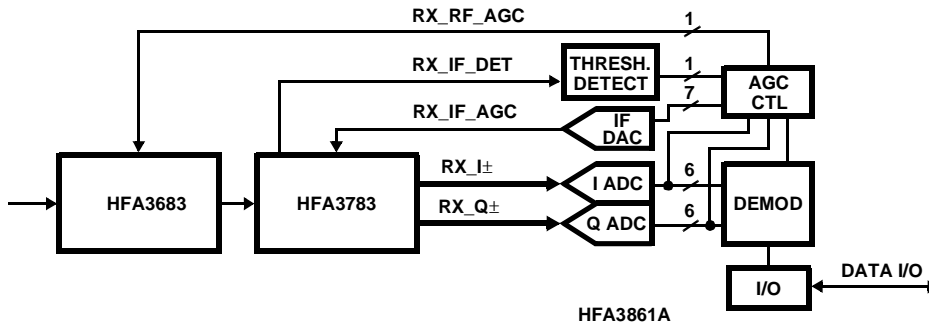 RX_RF_AGC
1
RX_IF_DET
THRESH.
DETECT
1
AGC
CTL
7
RX_IF_AGC
IF
DAC
RX_I±
I ADC
6
HFA3683
HFA3783
DEMOD
RX_Q±
Q ADC
6
DATA I/O
I/O
HFA3861A